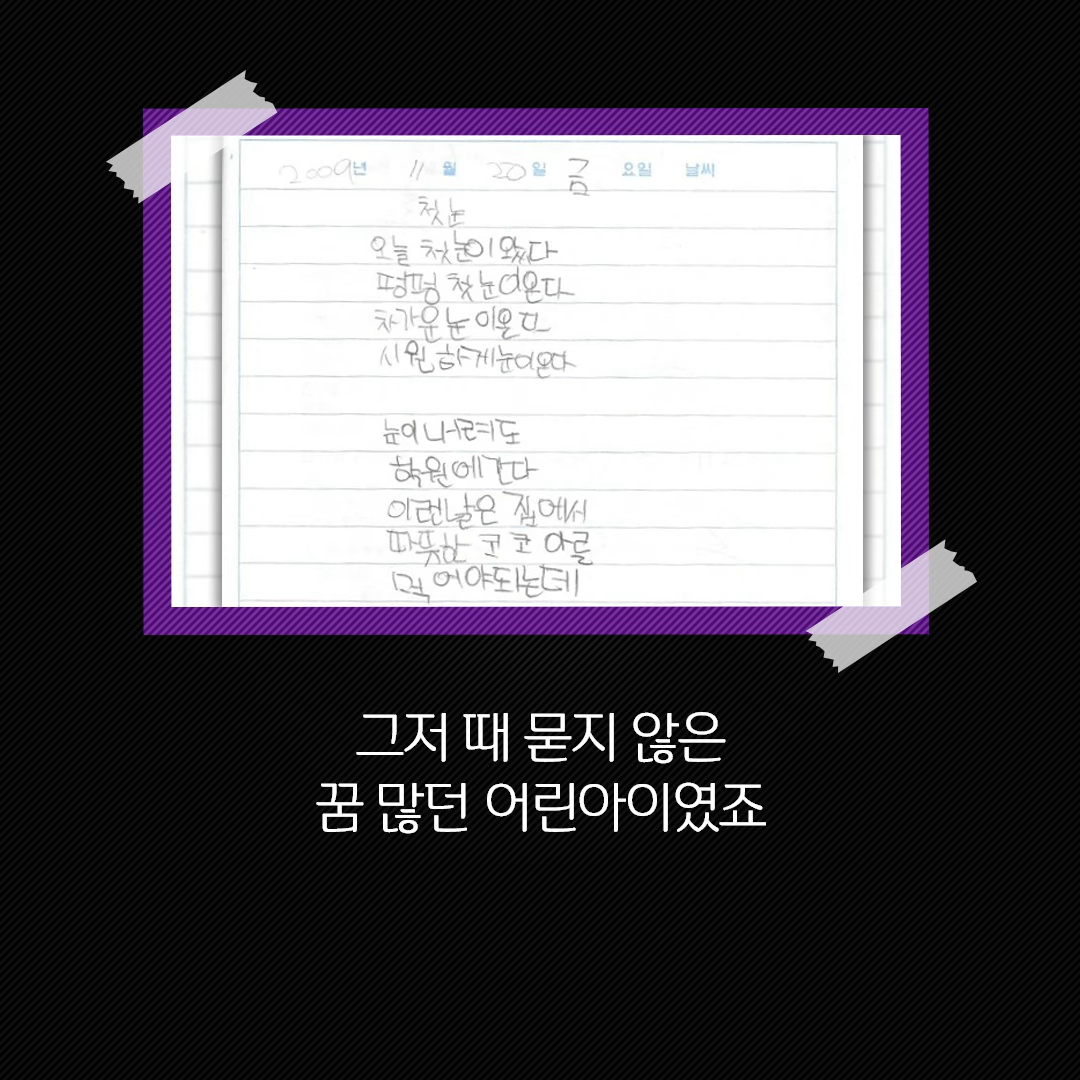 2009년 11월 20일 금 요일 날씨
첫눈
오늘 첫눈이 왔다
펑펑 첫눈이온다
차가운 눈이온다
시원하게눈이온다
눈이 내려도
학원에간다
이런날은 집에서
따뜻한 코코아를
먹어야되는데
그저 때 묻지 않은
꿈 많던 어린아이였죠